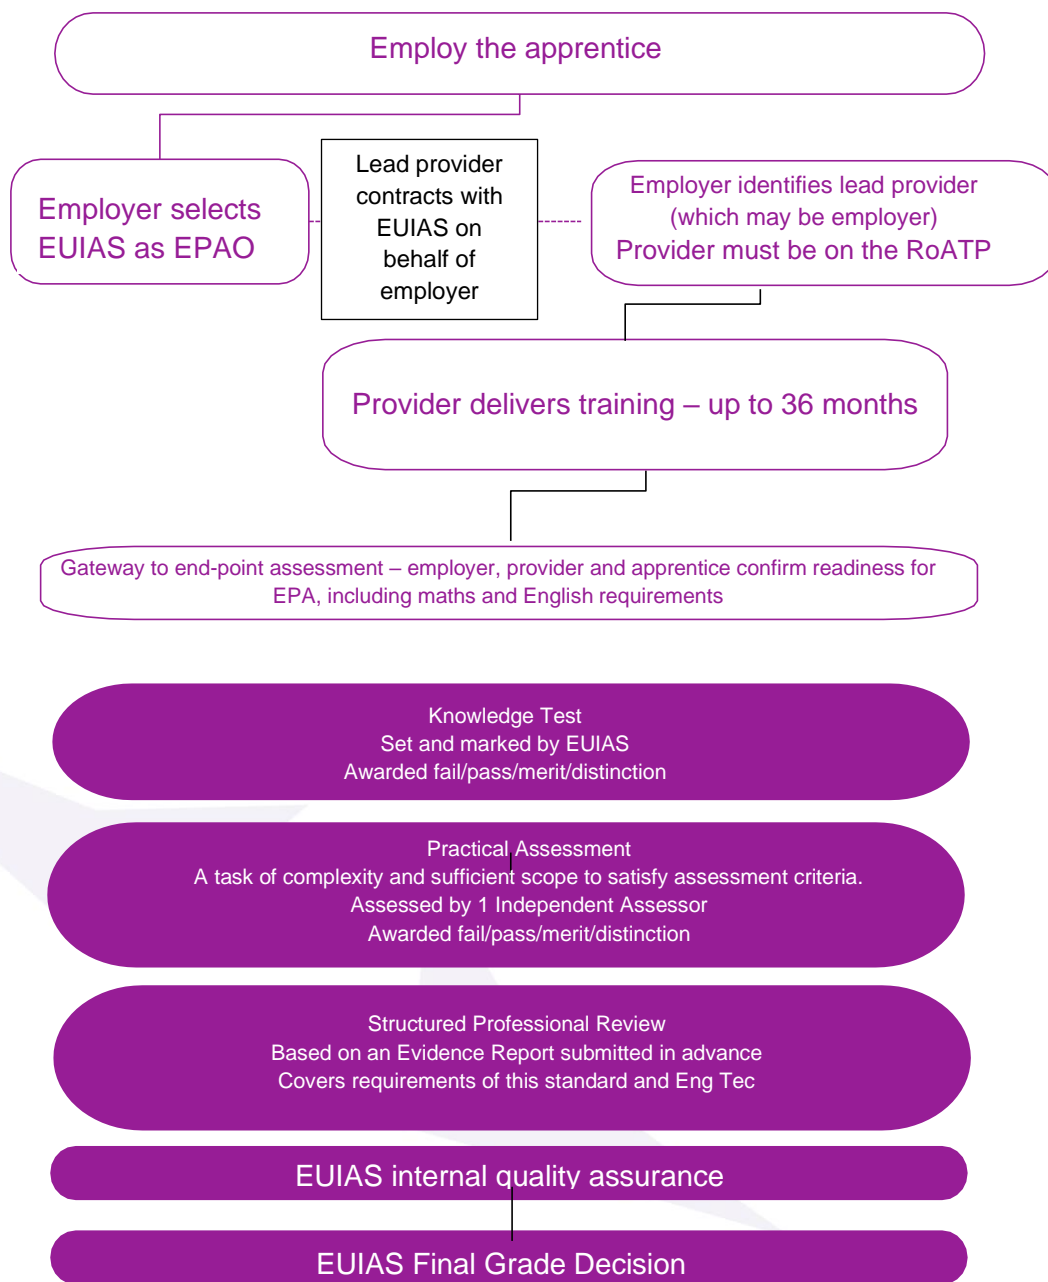 Employ the apprentice
Employer selects
EUIAS as EPAO
Lead provider
contracts with
EUIAS on
behalf of
employer
Employer identifies lead provider
(which may be employer)
Provider must be on the RoATP
Provider delivers training – up to 36 months
Gateway to end-point assessment – employer, provider and apprentice confirm readiness for
EPA, including maths and English requirements
Knowledge Test
Set and marked by EUIAS
Awarded fail/pass/merit/distinction
Practical Assessment
A task of complexity and sufficient scope to satisfy assessment criteria.
Assessed by 1 Independent Assessor
Awarded fail/pass/merit/distinction
Structured Professional Review
Based on an Evidence Report submitted in advance
Covers requirements of this standard and Eng Tec
EUIAS internal quality assurance
EUIAS Final Grade Decision